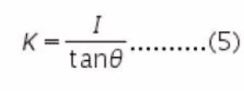 K = I / tanθ ..........(5)